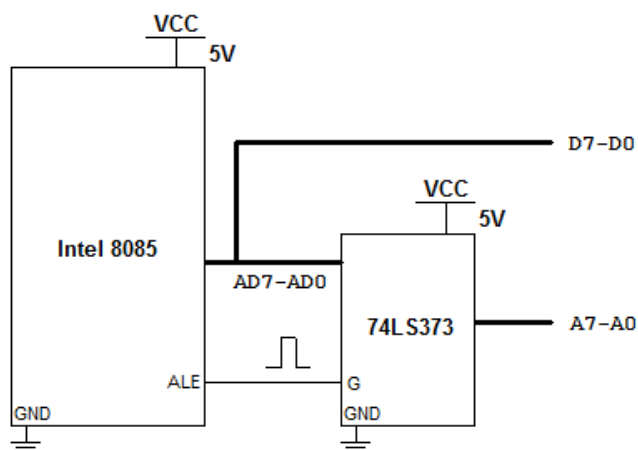 VCC
5V
D7-D0
VCC
5V
Intel 8085
AD7-AD0
74LS373
A7-A0
ALE
G
GND
GND